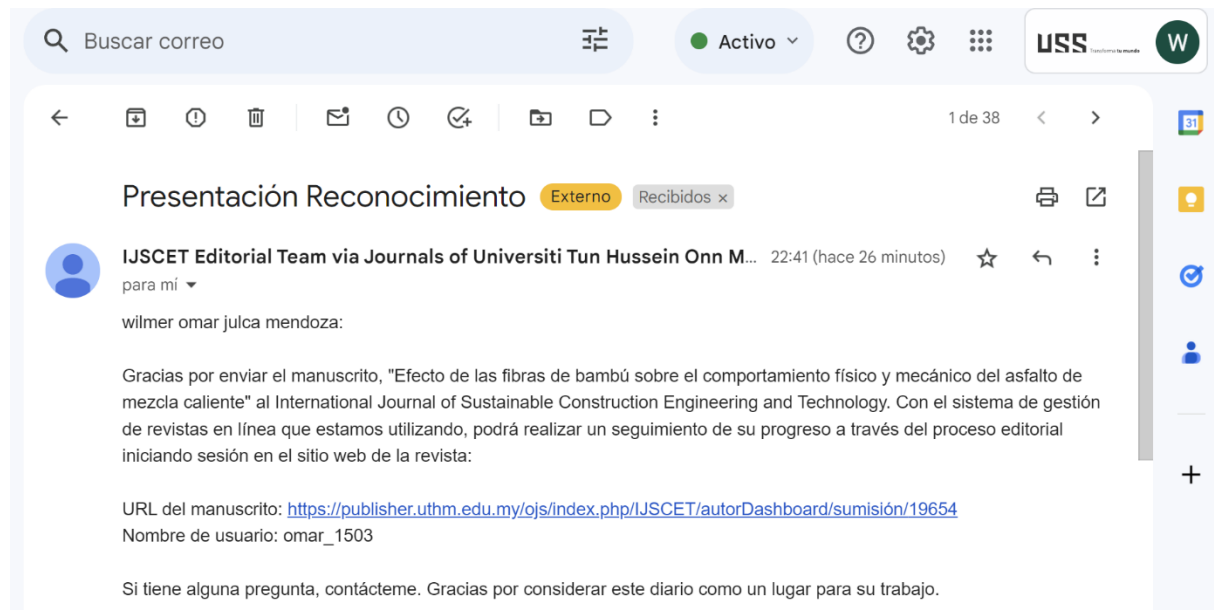 Buscar correo
Activo
USS Transforma tu mundo
W
1 de 38
31
Presentación Reconocimiento Externo Recibidos ×
IJSCET Editorial Team via Journals of Universiti Tun Hussein Onn M... 22:41 (hace 26 minutos)
para mí
wilmer omar julca mendoza:
Gracias por enviar el manuscrito, "Efecto de las fibras de bambú sobre el comportamiento físico y mecánico del asfalto de
mezcla caliente" al International Journal of Sustainable Construction Engineering and Technology. Con el sistema de gestión
de revistas en línea que estamos utilizando, podrá realizar un seguimiento de su progreso a través del proceso editorial
iniciando sesión en el sitio web de la revista:
URL del manuscrito: https://publisher.uthm.edu.my/ojs/index.php/IJSCET/autorDashboard/sumisión/19654
Nombre de usuario: omar_1503
Si tiene alguna pregunta, contácteme. Gracias por considerar este diario como un lugar para su trabajo.